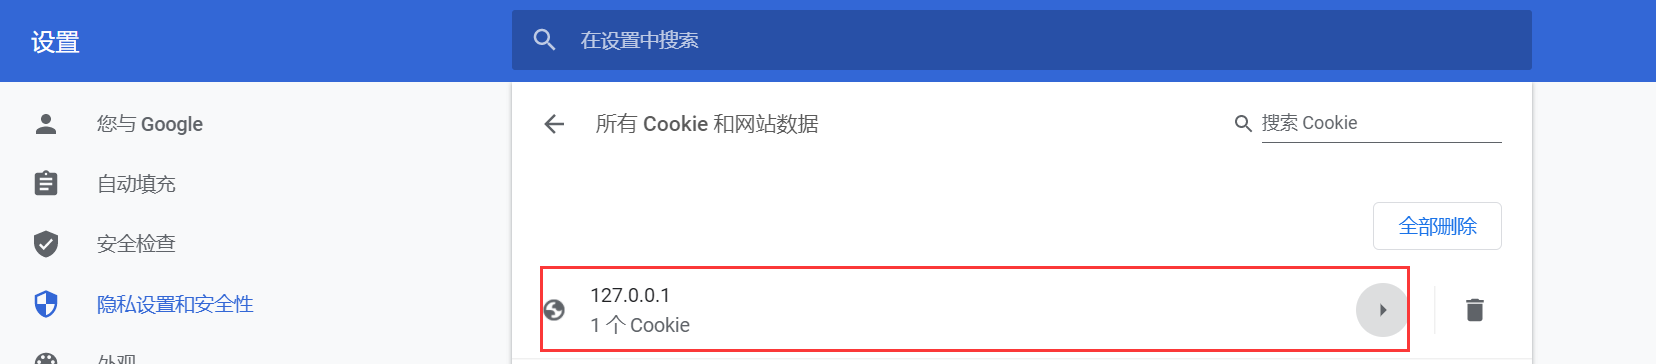 设置
在设置中搜索
您与 Google
自动填充
安全检查
隐私设置和安全性
外观
所有 Cookie 和网站数据
搜索 Cookie
全部删除
127.0.0.1
1 个 Cookie